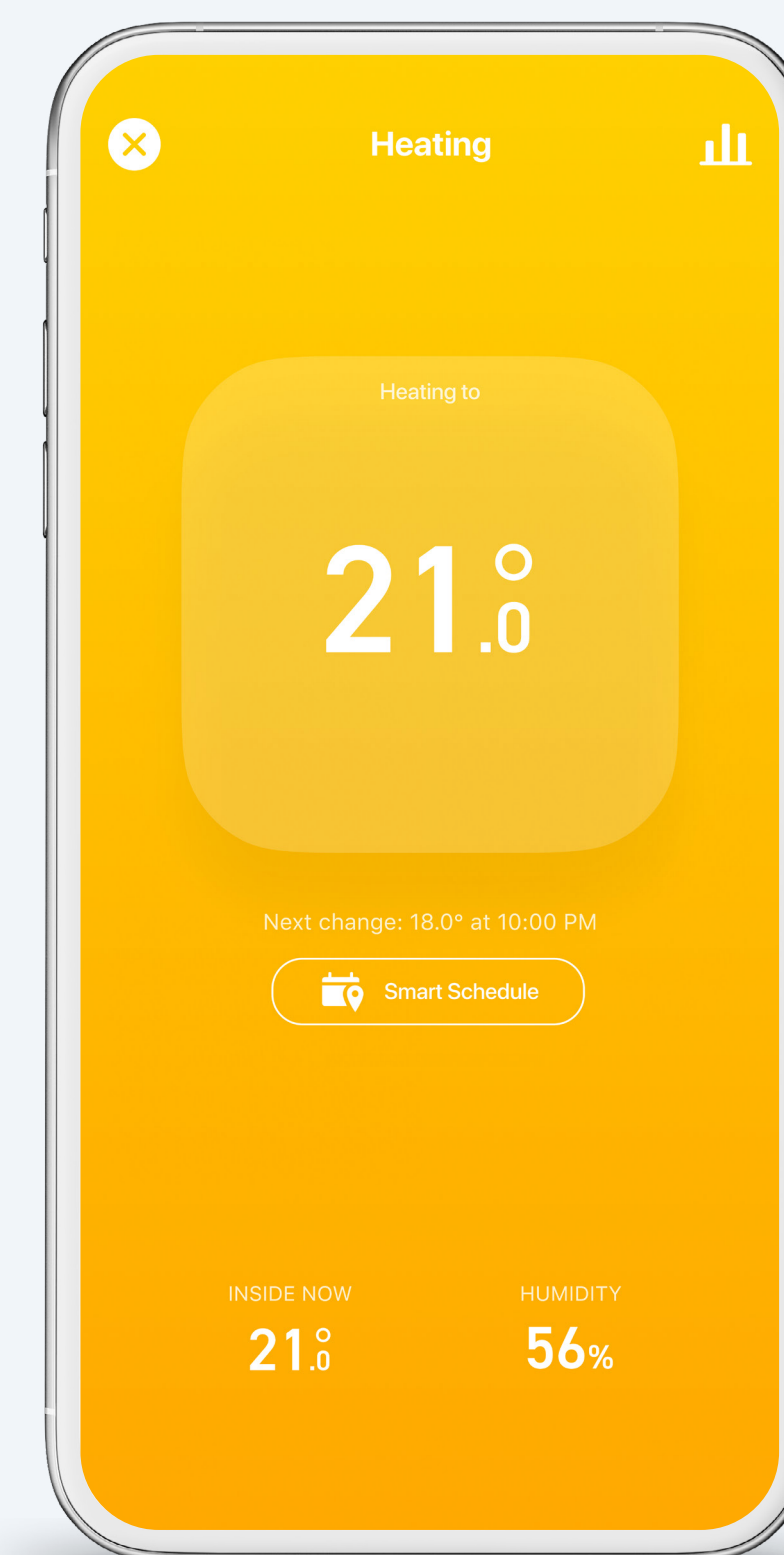 Heating
Heating to
21.0°
Next change: 18.0° at 10:00 PM
Smart Schedule
INSIDE NOW
HUMIDITY
21.0°
56%